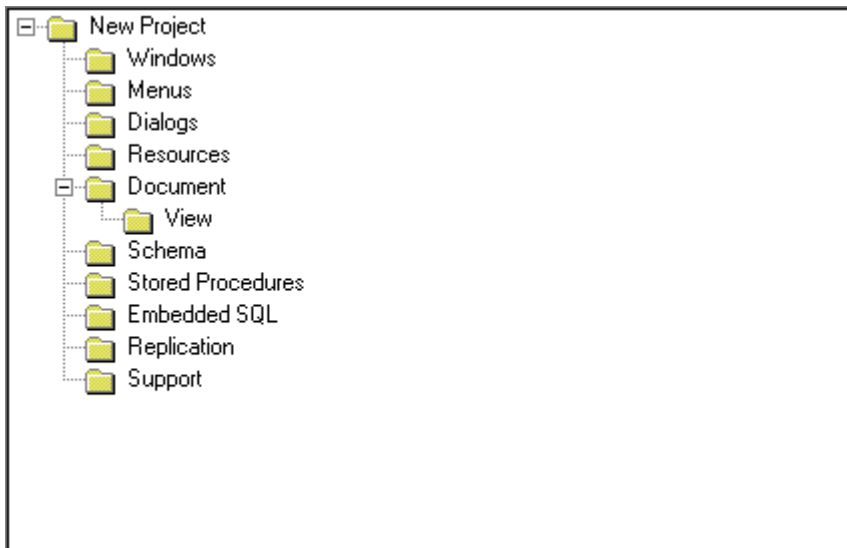 New Project
Windows
Menus
Dialogs
Resources
Document
View
Schema
Stored Procedures
Embedded SQL
Replication
Support